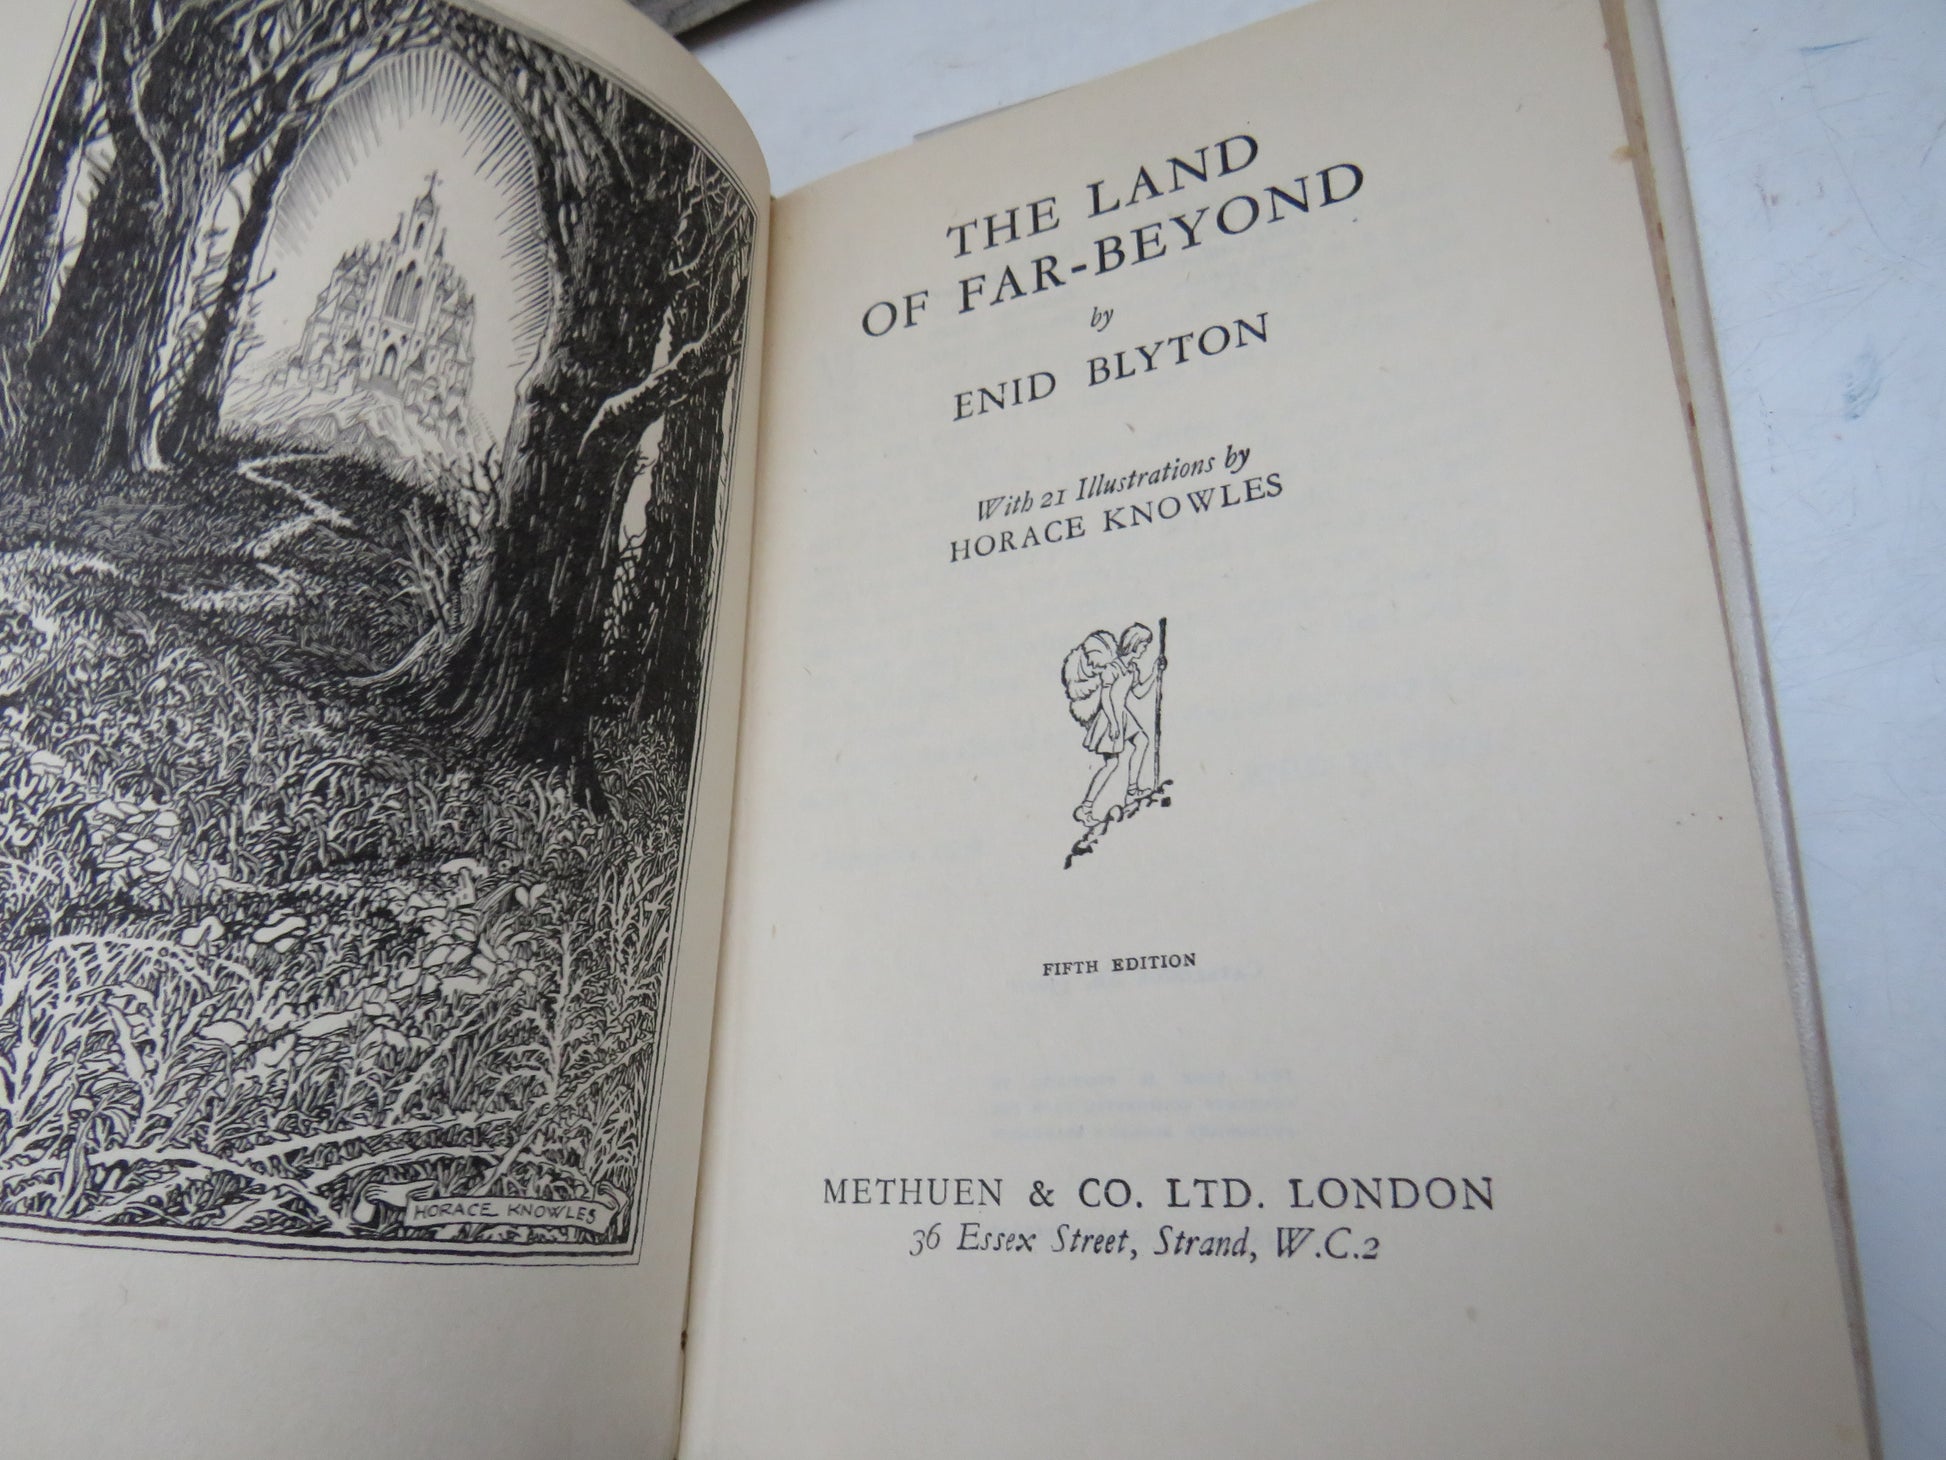 HORACE KNOWLES
THE LAND
OF FAR-BEYOND
by
ENID BLYTON
With 21 Illustrations by
HORACE KNOWLES
FIFTH EDITION
METHUEN & CO. LTD. LONDON
36 Essex Street, Strand, W.C.2